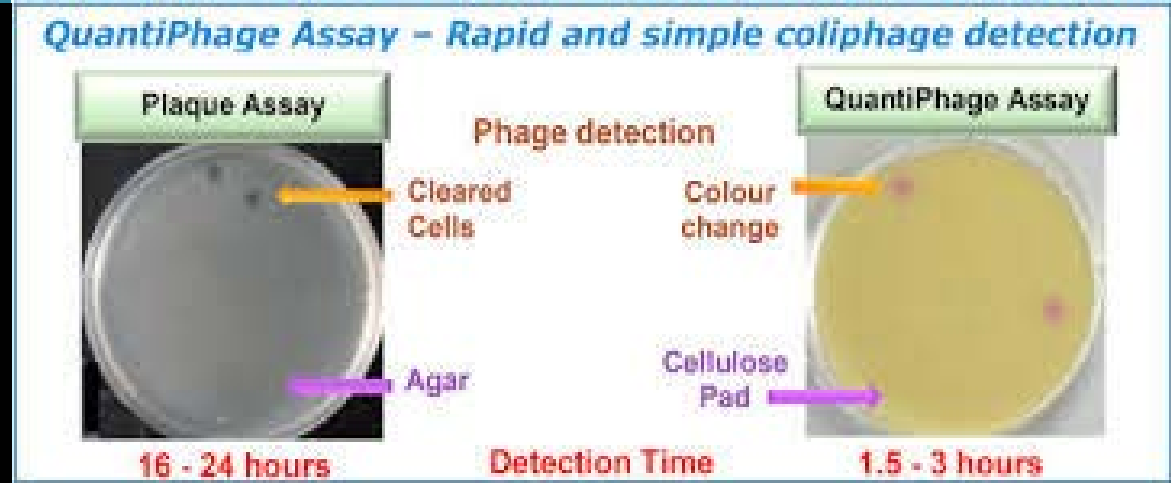 QuantiPhage Assay – Rapid and simple coliphage detection
Plaque Assay
QuantiPhage Assay
Phage detection
Cleared
Cells
Colour
change
Agar
Cellulose
Pad
16 - 24 hours
Detection Time
1.5 - 3 hours